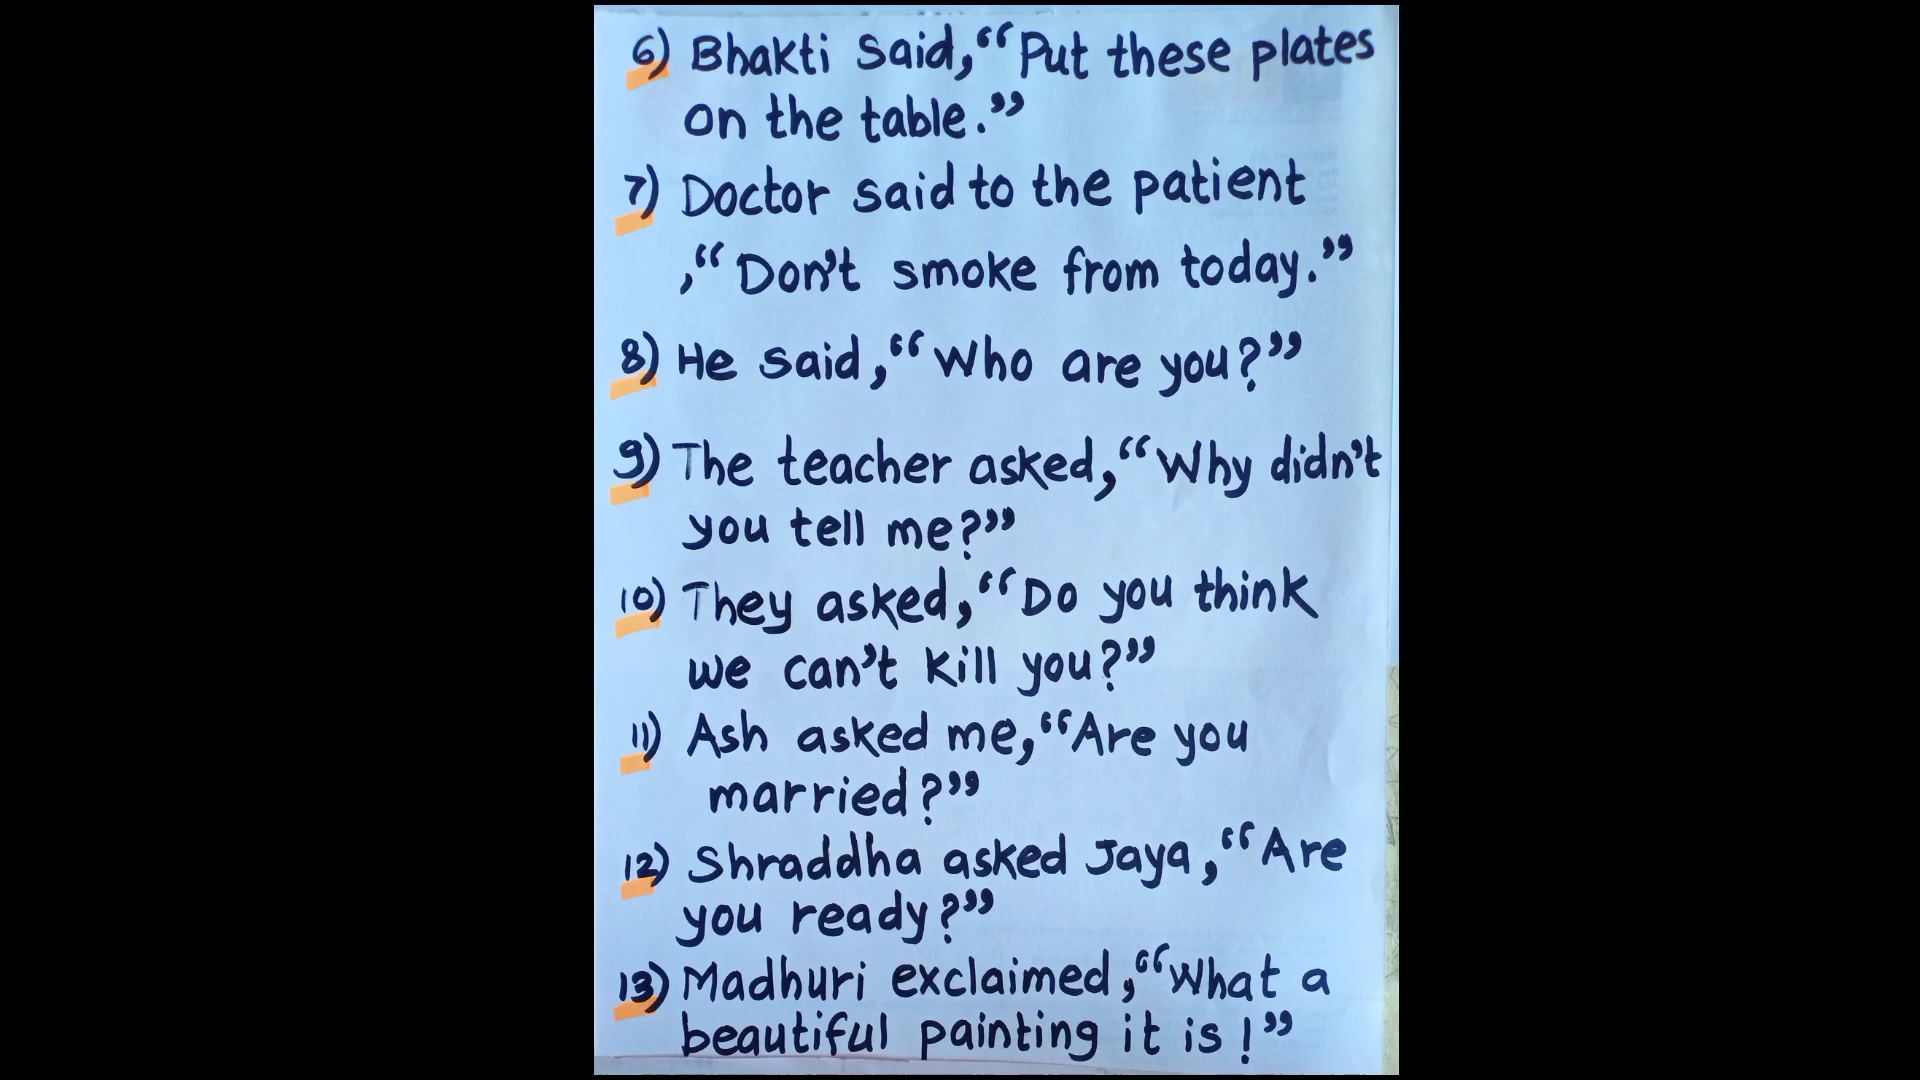 6) Bhakti said,“Put these plates
on the table.”
7) Doctor said to the patient
,“Don't smoke from today.”
8) He said,“Who are you?”
9) The teacher asked,“Why didn't
you tell me?”
10) They asked,“Do you think
we can't kill you?”
11) Ash asked me,“Are you
married?”
12) Shraddha asked Jaya,“Are
you ready?”
13) Madhuri exclaimed,“What a
beautiful painting it is!”